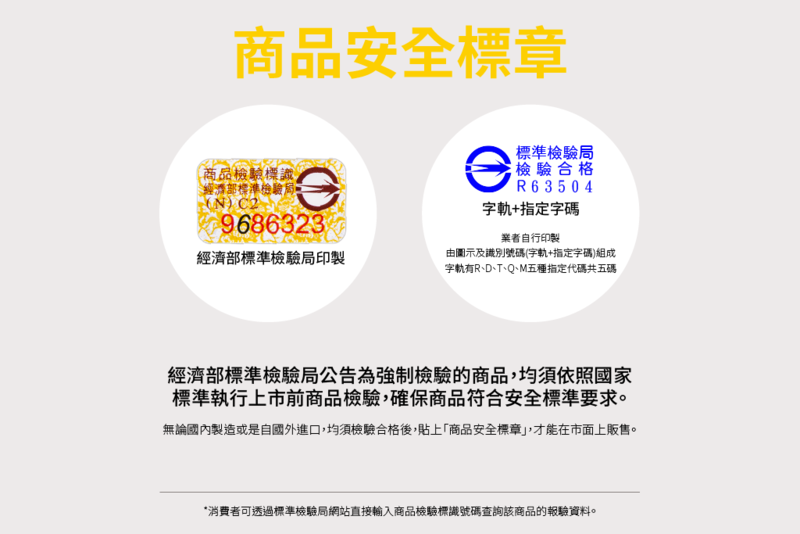 商品安全標章
商品檢驗標識
經濟部標準檢驗局
(N) C2
9686323
經濟部標準檢驗局印製
標準檢驗局
檢驗合格
R63504
字軌+指定字碼
業者自行印製
由圖示及識別號碼(字軌+指定字碼)組成
字軌有R、D、T、Q、M五種指定代碼共五碼
經濟部標準檢驗局公告為強制檢驗的商品，均須依照國家
標準執行上市前商品檢驗，確保商品符合安全標準要求。
無論國內製造或是自國外進口，均須檢驗合格後，貼上「商品安全標章」，才能在市面上販售。
*消費者可透過標準檢驗局網站直接輸入商品檢驗標識號碼查詢該商品的報驗資料。